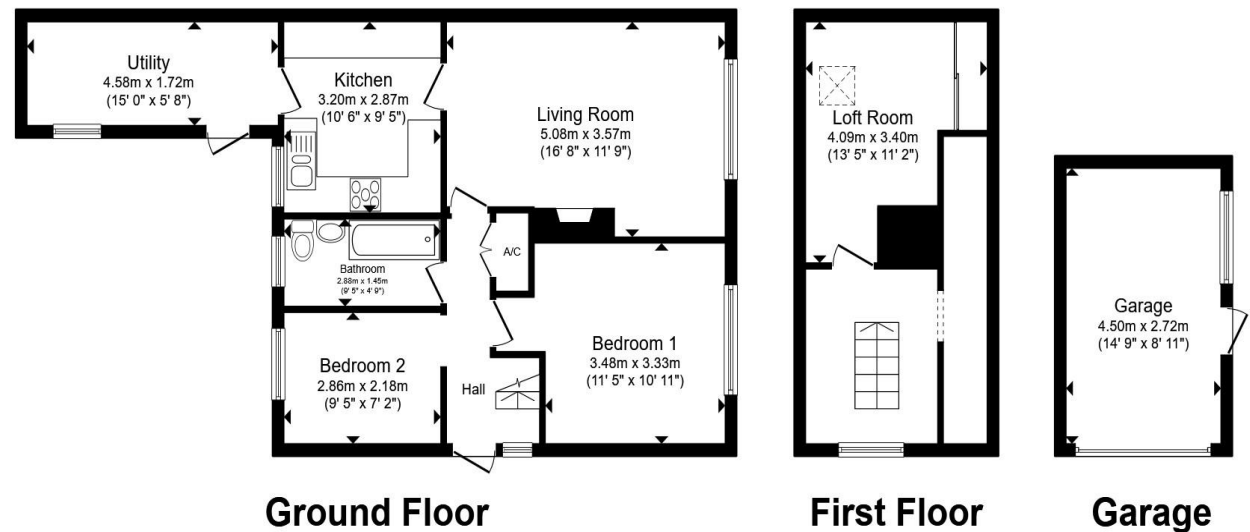 Utility
4.58m x 1.72m
(15' 0" x 5' 8")
Kitchen
3.20m x 2.87m
(10' 6" x 9' 5")
Living Room
5.08m x 3.57m
(16' 8" x 11' 9")
Bathroom
2.88m x 1.45m
(9' 5" x 4' 9")
A/C
Bedroom 1
3.48m x 3.33m
(11' 5" x 10' 11")
Bedroom 2
2.86m x 2.18m
(9' 5" x 7' 2")
Hall
Ground Floor
Loft Room
4.09m x 3.40m
(13' 5" x 11' 2")
First Floor
Garage
4.50m x 2.72m
(14' 9" x 8' 11")
Garage